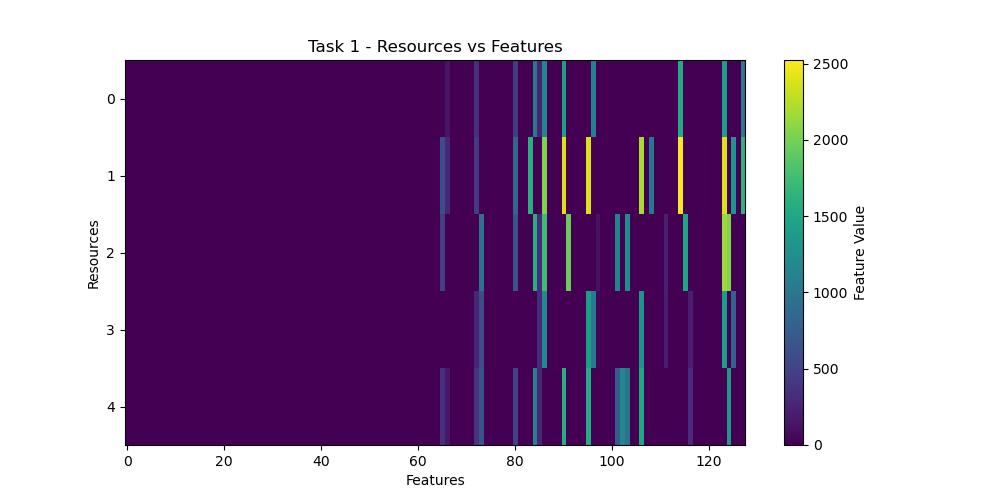 Task 1 - Resources vs Features
Resources
0
1
2
3
4
0 20 40 60 80 100 120
Features
2500
2000
1500
1000
500
0
Feature Value